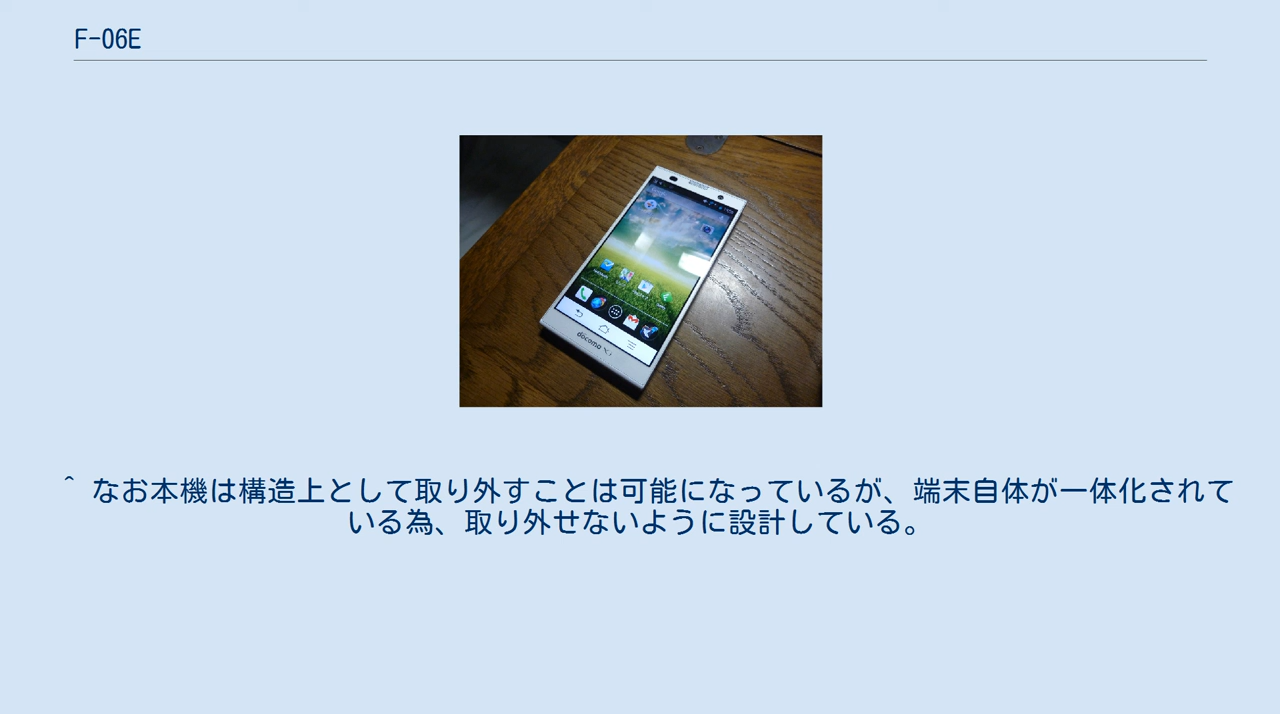 F-06E
docomo Xi
^ なお本機は構造上として取り外すことは可能になっているが、端末自体が一体化されて
いる為、取り外せないように設計している。